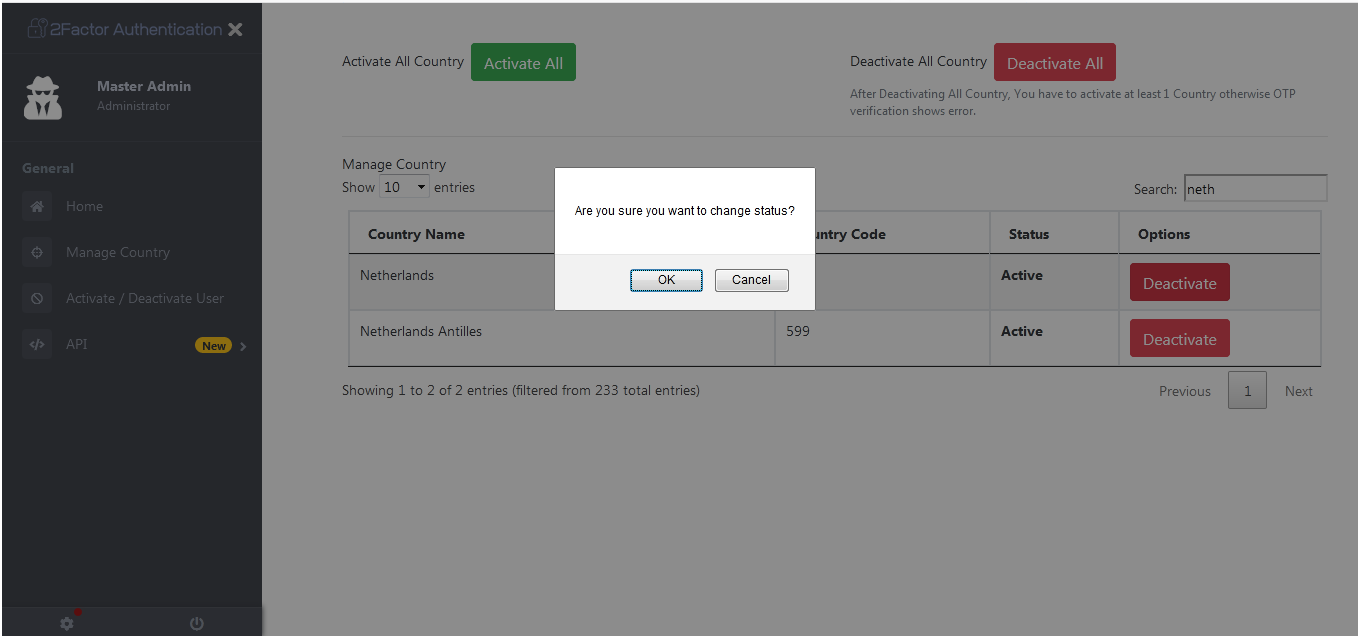 2Factor Authentication
Master Admin
Administrator
General
Home
Manage Country
Activate / Deactivate User
API New
Activate All Country Activate All
Deactivate All Country Deactivate All
After Deactivating All Country, You have to activate at least 1 Country otherwise OTP
verification shows error.
Manage Country
Show 10 entries
Search: neth
Country Name untry Code Status Options
Netherlands Active Deactivate
Netherlands Antilles 599 Active Deactivate
Showing 1 to 2 of 2 entries (filtered from 233 total entries)
Previous 1 Next
Are you sure you want to change status?
OK Cancel